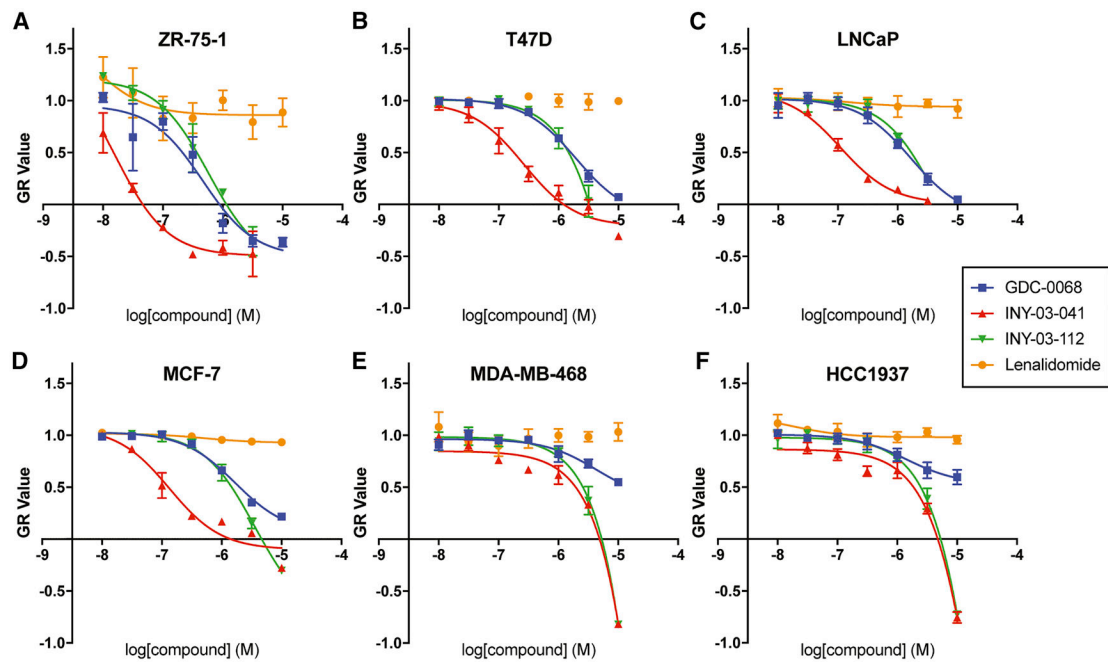 A
ZR-75-1
GR Value
1.5
1.0
0.5
-0.5
-1.0
-9 -8 -7 -6 -5 -4
log[compound] (M)
B
T47D
GR Value
1.5
1.0
0.5
-0.5
-1.0
-9 -8 -7 -6 -5 -4
log[compound] (M)
C
LNCaP
GR Value
1.5
1.0
0.5
-0.5
-1.0
-9 -8 -7 -6 -5 -4
log[compound] (M)
GDC-0068
INY-03-041
INY-03-112
Lenalidomide
D
MCF-7
GR Value
1.5
1.0
0.5
-0.5
-1.0
-9 -8 -7 -6 -5 -4
log[compound] (M)
E
MDA-MB-468
GR Value
1.5
1.0
0.5
-0.5
-1.0
-9 -8 -7 -6 -5 -4
log[compound] (M)
F
HCC1937
GR Value
1.5
1.0
0.5
-0.5
-1.0
-9 -8 -7 -6 -5 -4
log[compound] (M)